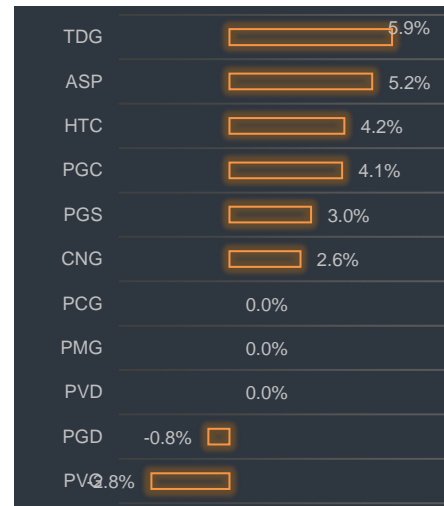 TDG 5.9%
ASP 5.2%
HTC 4.2%
PGC 4.1%
PGS 3.0%
CNG 2.6%
PCG 0.0%
PMG 0.0%
PVD 0.0%
PGD -0.8%
PVG -2.8%